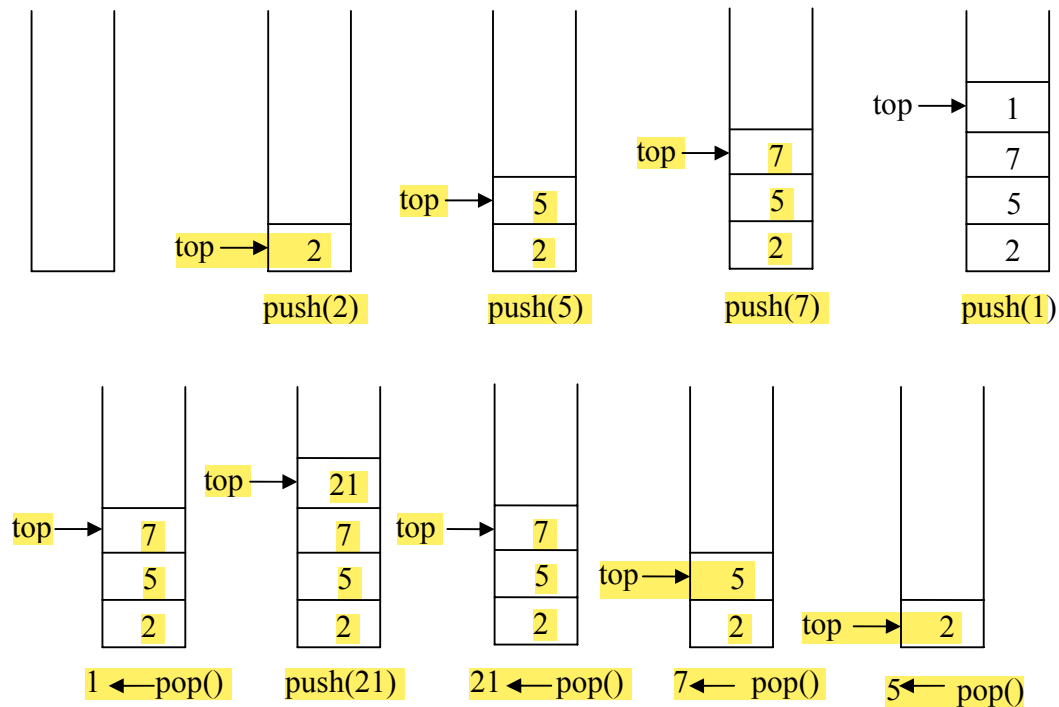 top 1
top 7 7
top 5 5 5
top 2 2 2 2
push(2) push(5) push(7) push(1)
top 21
top 7 7 top 7
5 5 5 top 5
2 2 2 2 top 2
1 pop() push(21) 21 pop() 7 pop() 5 pop()